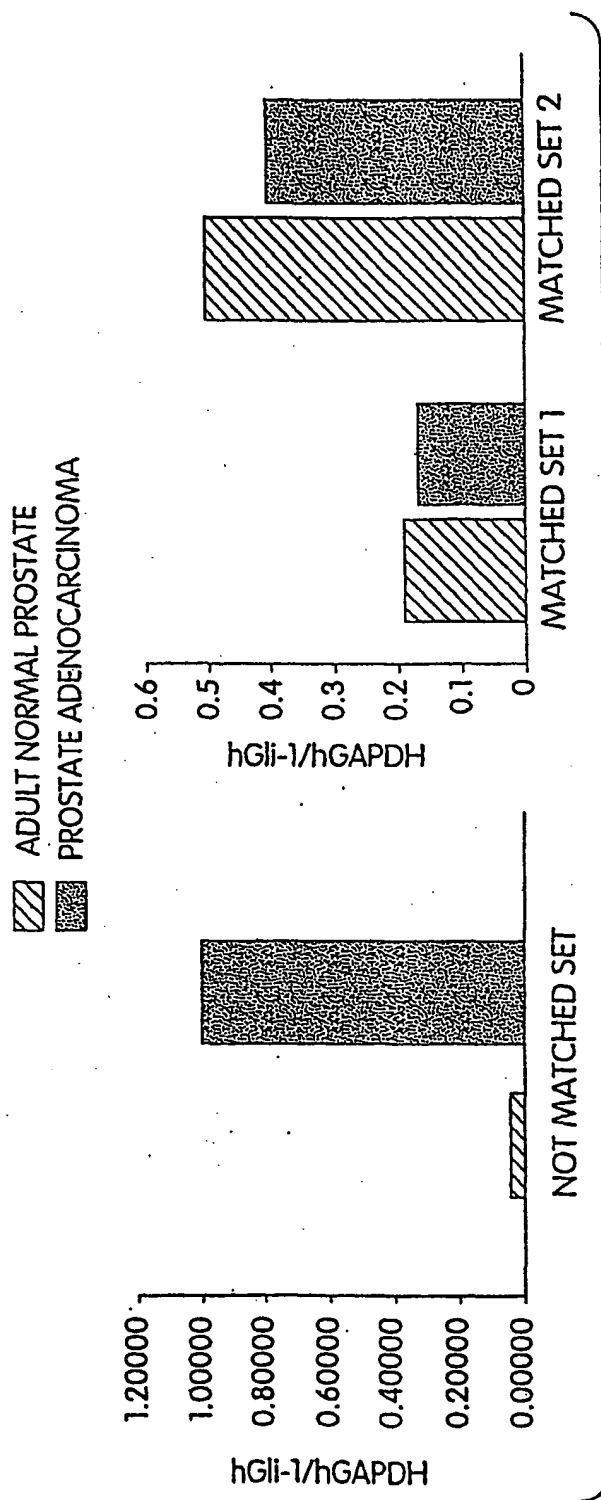 ADULT NORMAL PROSTATE
PROSTATE ADENOCARCINOMA
hGli-1/hGAPDH
1.20000
1.00000
0.80000
0.60000
0.40000
0.20000
0.00000
NOT MATCHED SET
hGli-1/hGAPDH
0.6
0.5
0.4
0.3
0.2
0.1
0
MATCHED SET 1
MATCHED SET 2